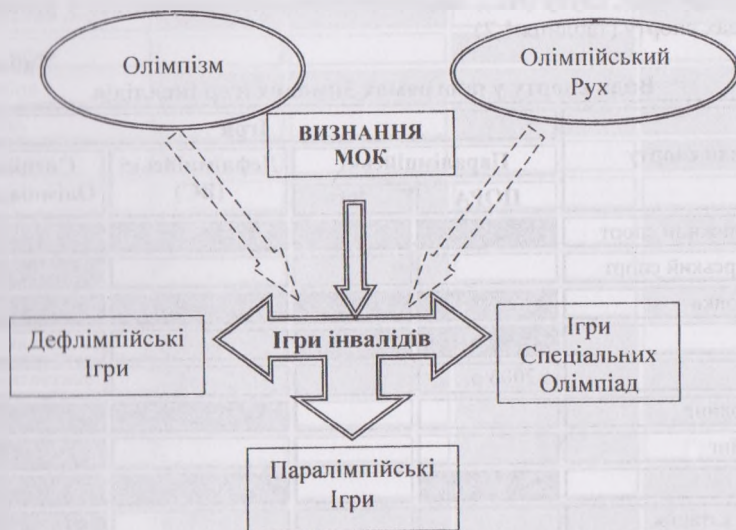 Олімпізм
Олімпійський
Рух
ВИЗНАННЯ
МОК
Дефлімпійські
Ігри
Ігри інвалідів
Ігри
Спеціальних
Олімпіад
Паралімпійські
Ігри